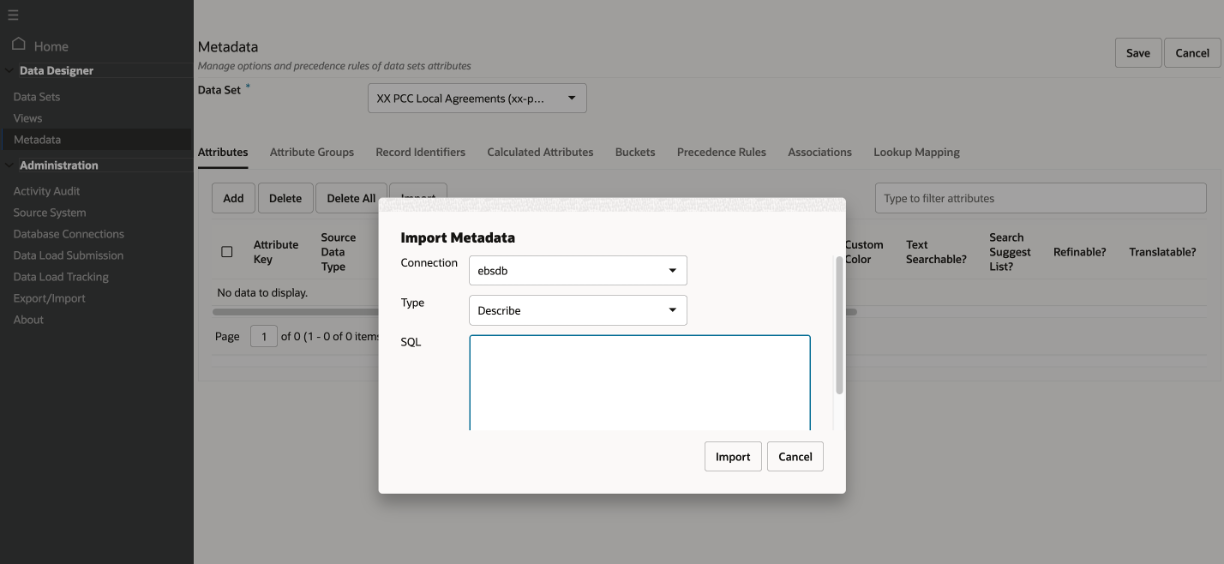 Home
Data Designer
Data Sets
Views
Metadata
Administration
Activity Audit
Source System
Database Connections
Data Load Submission
Data Load Tracking
Export/Import
About
Metadata
Manage options and precedence rules of data sets attributes
Save Cancel
Data Set * XX PCC Local Agreements (xx-p...
Attributes Attribute Groups Record Identifiers Calculated Attributes Buckets Precedence Rules Associations Lookup Mapping
Add Delete Delete All Import Type to filter attributes
Attribute Key
Source Data Type
Custom Color
Text Searchable?
Search Suggest List?
Refinable?
Translatable?
No data to display.
Page 1 of 0 (1 - 0 of 0 items
Import Metadata
Connection ebsdb
Type Describe
SQL
Import Cancel